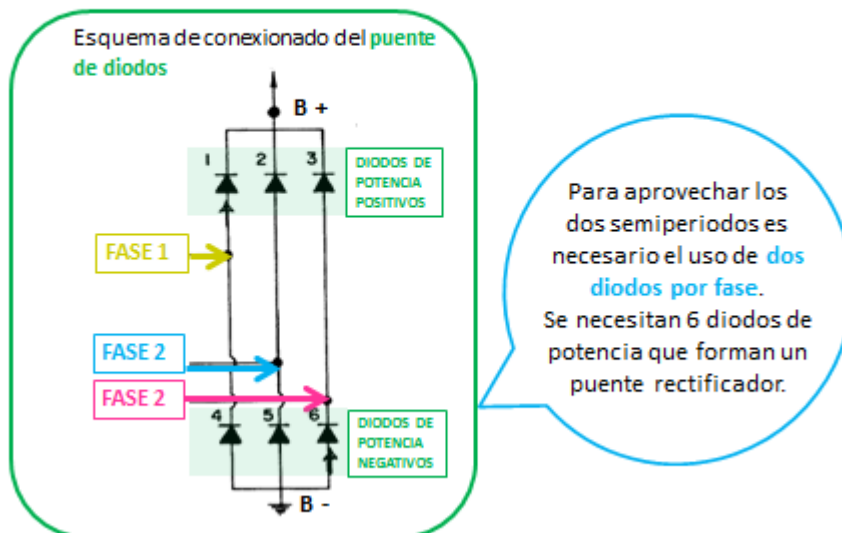 Esquema de conexionado del puente
de diodos
B +
1 2 3
DIODOS DE
POTENCIA
POSITIVOS
FASE 1
FASE 2
FASE 2
4 5 6
DIODOS DE
POTENCIA
NEGATIVOS
B -
Para aprovechar los
dos semiperiodos es
necesario el uso de dos
diodos por fase.
Se necesitan 6 diodos de
potencia que forman un
puente rectificador.